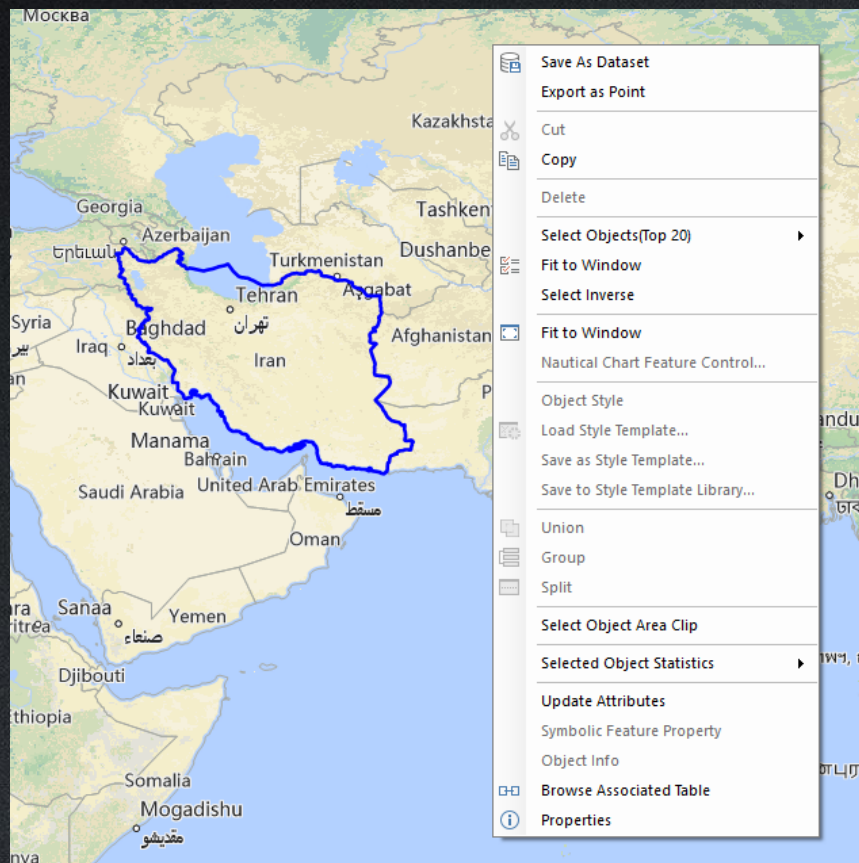 Москва
Kazakhsta
Georgia
Azerbaijan
Երեւան
Tashken
Turkmenistan
Dushanbe
Aşgabat
Tehran
تهران
Syria
Baghdad
Iraq
بغداد
Iran
Afghanistan
Kuwait
Kuwait
Manama
Bahrain
Saudi Arabia
United Arab Emirates
مسقط
Oman
Sanaa
صنعاء
Yemen
Djibouti
Somalia
Mogadishu
مقديشو
Save As Dataset
Export as Point
Cut
Copy
Delete
Select Objects(Top 20)
Fit to Window
Select Inverse
Fit to Window
Nautical Chart Feature Control...
Object Style
Load Style Template...
Save as Style Template...
Save to Style Template Library...
Union
Group
Split
Select Object Area Clip
Selected Object Statistics
Update Attributes
Symbolic Feature Property
Object Info
Browse Associated Table
Properties